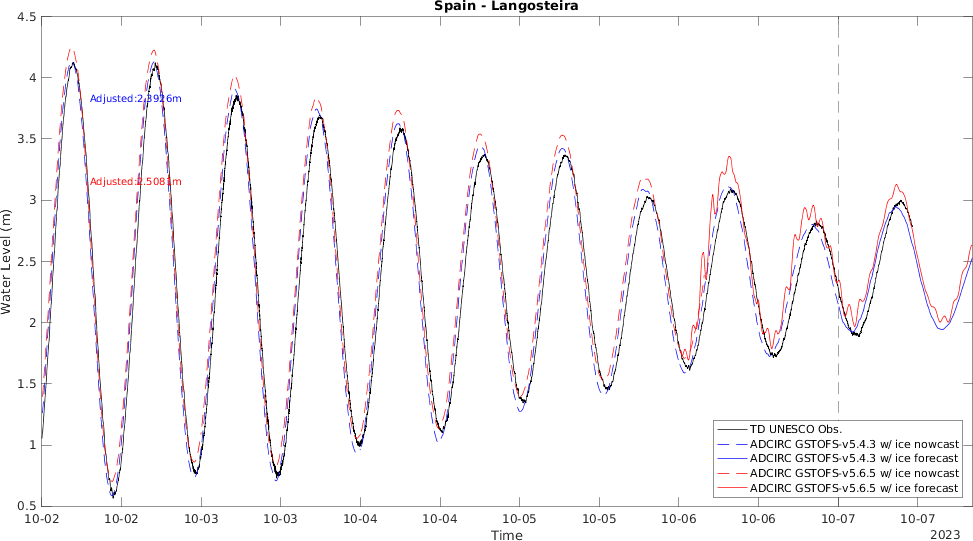 Spain - Langosteira
4.5
4
3.5
3
2.5
2
1.5
1
0.5
Water Level (m)
Adjusted:2.3926m
Adjusted:2.5081m
TD UNESCO Obs.
ADCIRC GSTOFS-v5.4.3 w/ ice nowcast
ADCIRC GSTOFS-v5.4.3 w/ ice forecast
ADCIRC GSTOFS-v5.6.5 w/ ice nowcast
ADCIRC GSTOFS-v5.6.5 w/ ice forecast
10-02 10-02 10-03 10-03 10-04 10-04 10-05 10-05 10-06 10-06 10-07 10-07
Time
2023